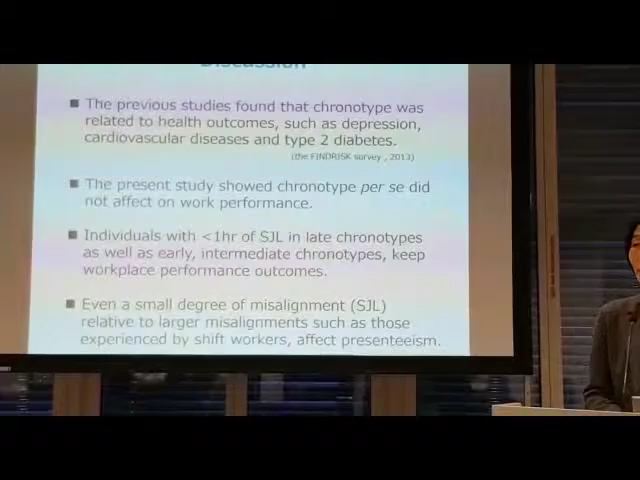 Discussion
■ The previous studies found that chronotype was
related to health outcomes, such as depression,
cardiovascular diseases and type 2 diabetes.
(the FINDRISK survey , 2013)
■ The present study showed chronotype per se did
not affect on work performance.
■ Individuals with <1hr of SJL in late chronotypes
as well as early, intermediate chronotypes, keep
workplace performance outcomes.
■ Even a small degree of misalignment (SJL)
relative to larger misalignments such as those
experienced by shift workers, affect presenteeism.